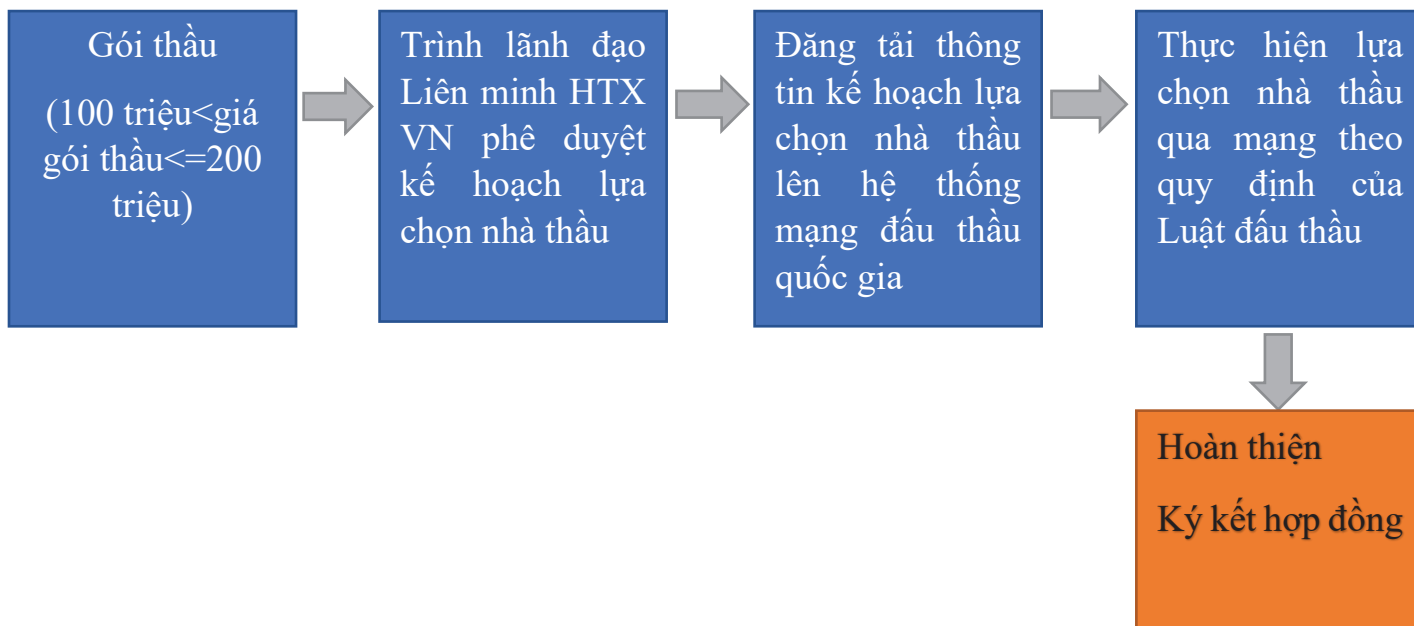 Gói thầu
(100 triệu<giá
gói thầu<=200
triệu)
Trình lãnh đạo
Liên minh HTX
VN phê duyệt
kế hoạch lựa
chọn nhà thầu
Đăng tải thông
tin kế hoạch lựa
chọn nhà thầu
lên hệ thống
mạng đấu thầu
quốc gia
Thực hiện lựa
chọn nhà thầu
qua mạng theo
quy định của
Luật đấu thầu
Hoàn thiện
Ký kết hợp đồng